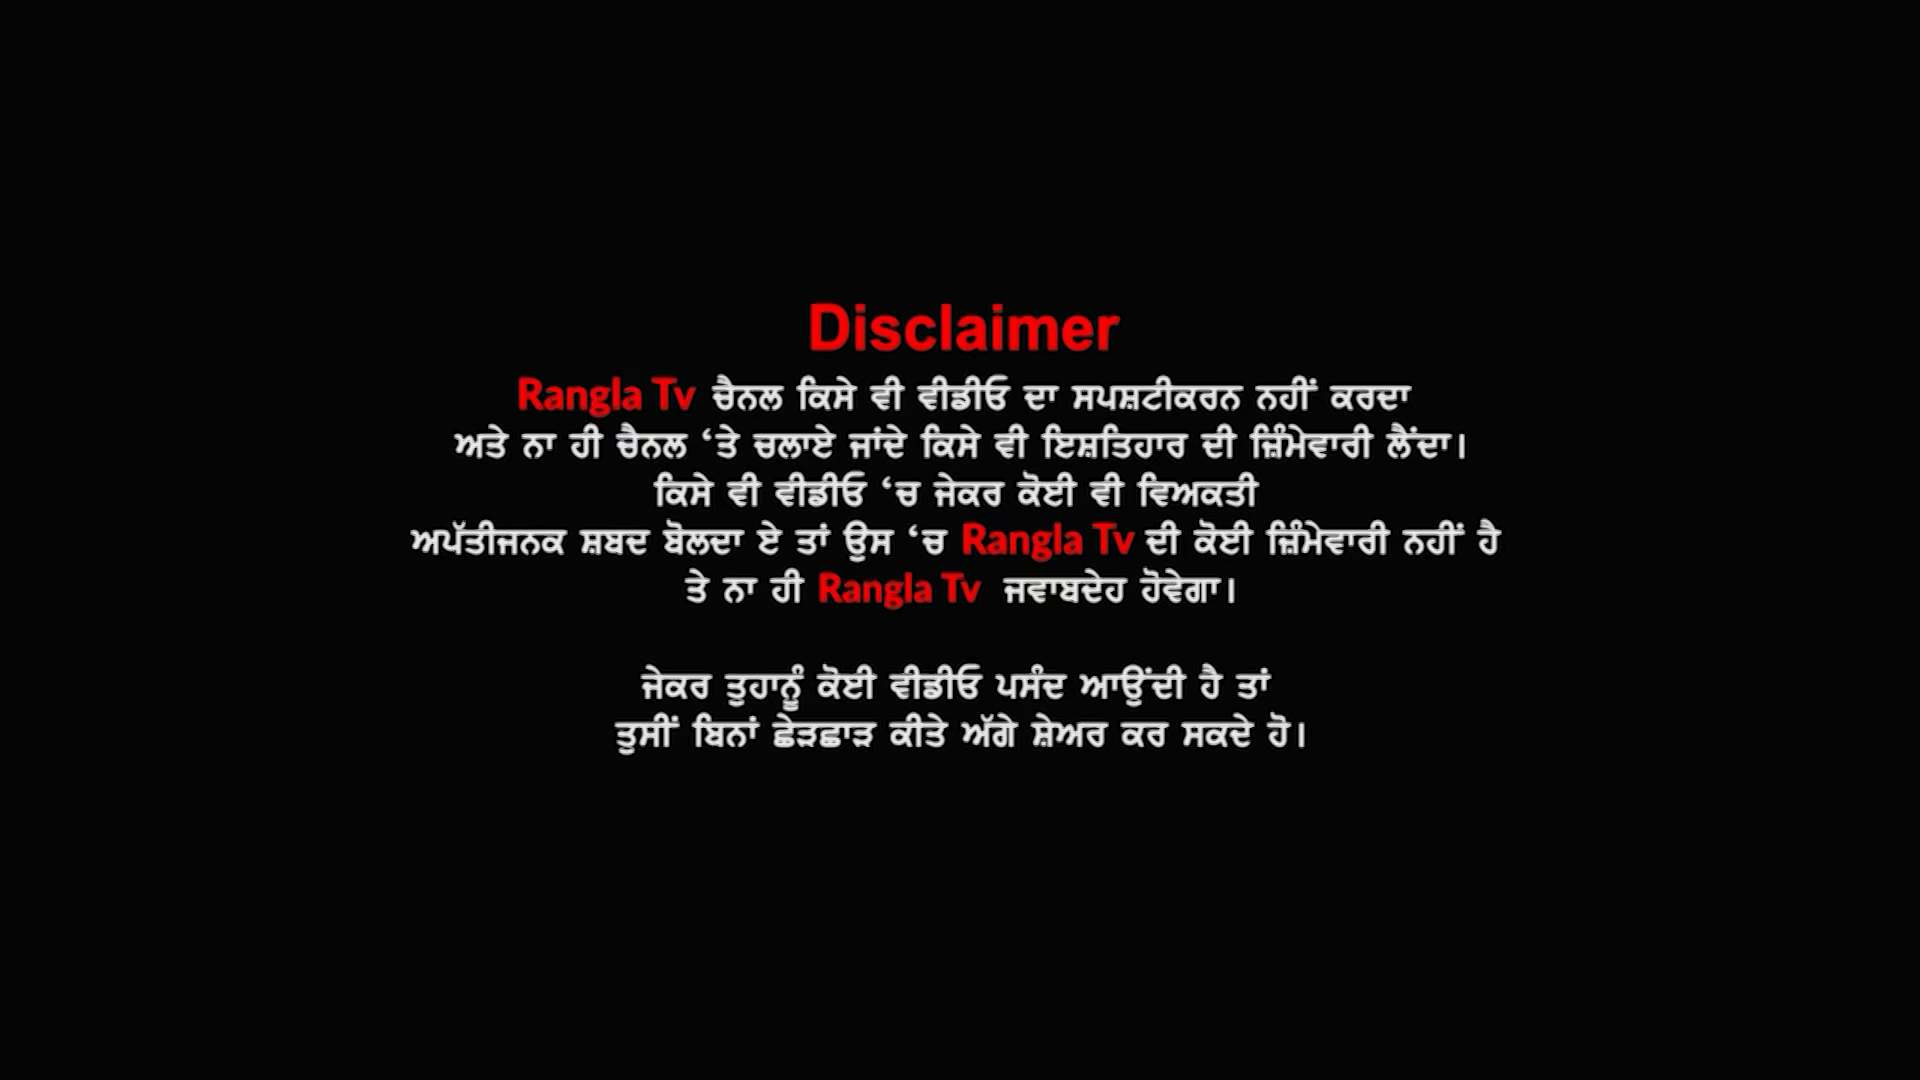 Disclaimer
Rangla Tv ਚੈਨਲ ਕਿਸੇ ਵੀ ਵੀਡੀਓ ਦਾ ਸਪਸ਼ਟੀਕਰਨ ਨਹੀਂ ਕਰਦਾ
ਅਤੇ ਨਾ ਹੀ ਚੈਨਲ ‘ਤੇ ਚਲਾਏ ਜਾਂਦੇ ਕਿਸੇ ਵੀ ਇਸ਼ਤਿਹਾਰ ਦੀ ਜ਼ਿੰਮੇਵਾਰੀ ਲੈਂਦਾ।
ਕਿਸੇ ਵੀ ਵੀਡੀਓ ‘ਚ ਜੇਕਰ ਕੋਈ ਵੀ ਵਿਅਕਤੀ
ਅਪੱਤੀਜਨਕ ਸ਼ਬਦ ਬੋਲਦਾ ਏ ਤਾਂ ਉਸ ‘ਚ Rangla Tv ਦੀ ਕੋਈ ਜ਼ਿੰਮੇਵਾਰੀ ਨਹੀਂ ਹੈ
ਤੇ ਨਾ ਹੀ Rangla Tv ਜਵਾਬਦੇਹ ਹੋਵੇਗਾ।
ਜੇਕਰ ਤੁਹਾਨੂੰ ਕੋਈ ਵੀਡੀਓ ਪਸੰਦ ਆਉਂਦੀ ਹੈ ਤਾਂ
ਤੁਸੀਂ ਬਿਨਾਂ ਛੇੜਛਾੜ ਕੀਤੇ ਅੱਗੇ ਸ਼ੇਅਰ ਕਰ ਸਕਦੇ ਹੋ।